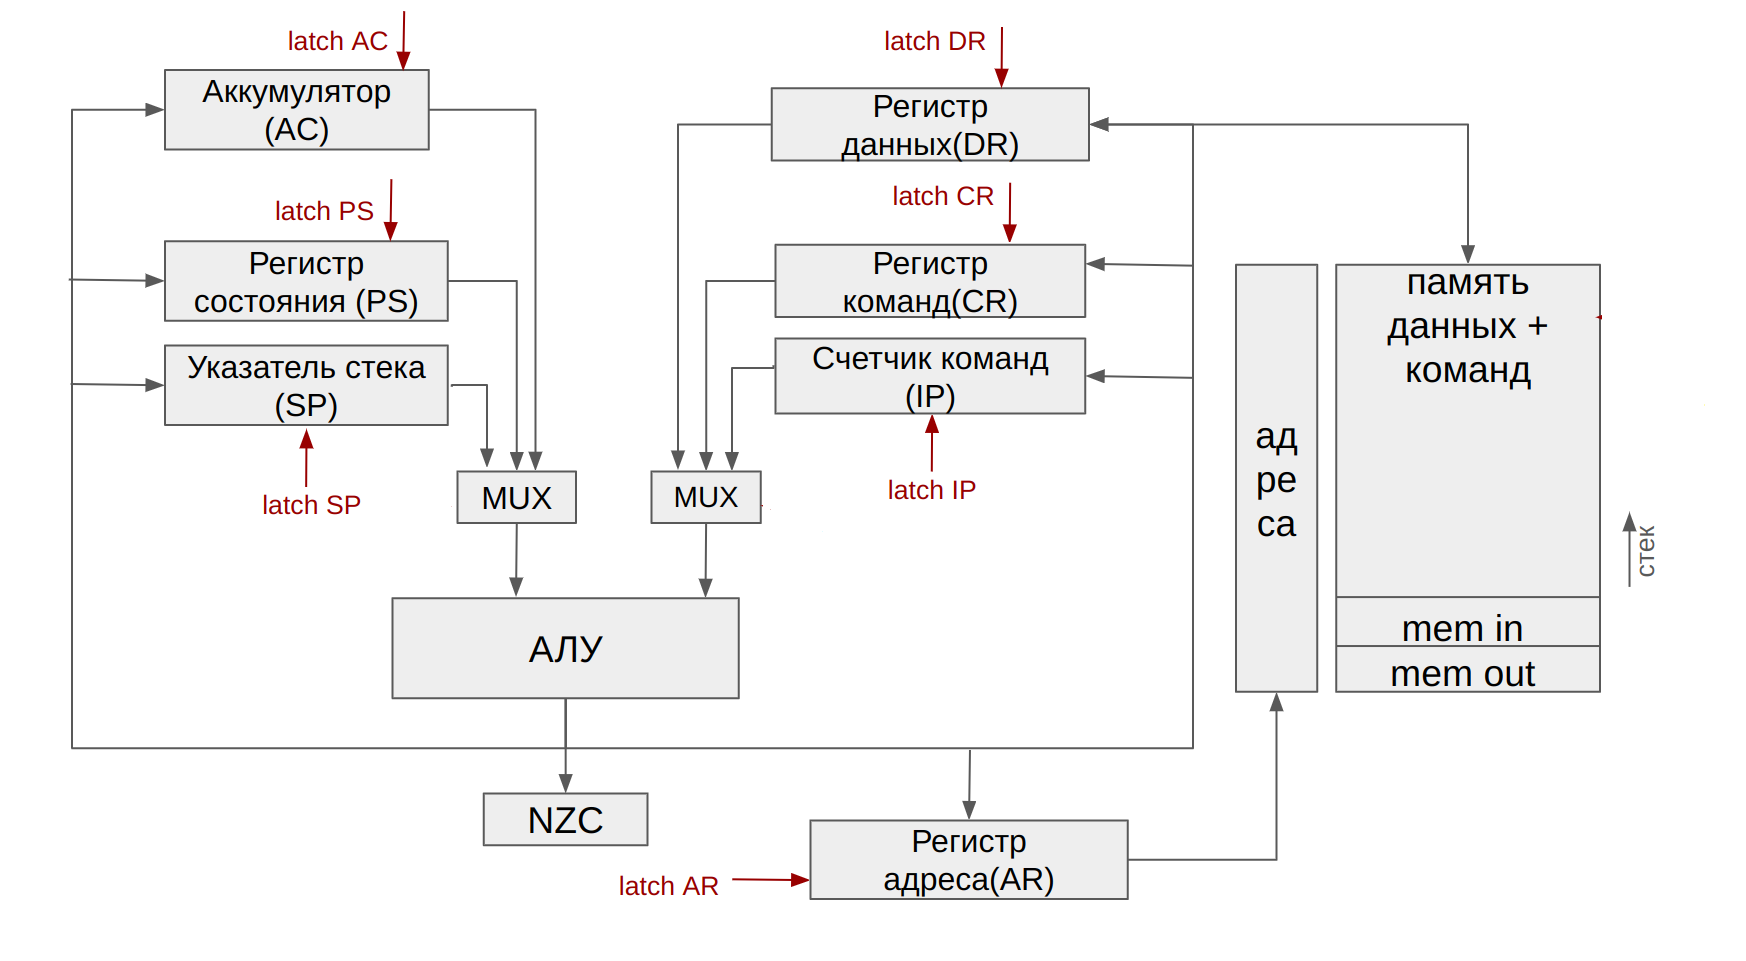 latch AC
Аккумулятор
(AC)
latch PS
Регистр
состояния (PS)
Указатель стека
(SP)
latch SP
MUX
latch DR
Регистр
данных(DR)
latch CR
Регистр
команд(CR)
Счетчик команд
(IP)
latch IP
MUX
АЛУ
NZC
latch AR
Регистр
адреса(AR)
ад
ре
са
память
данных +
команд
mem in
mem out
стек